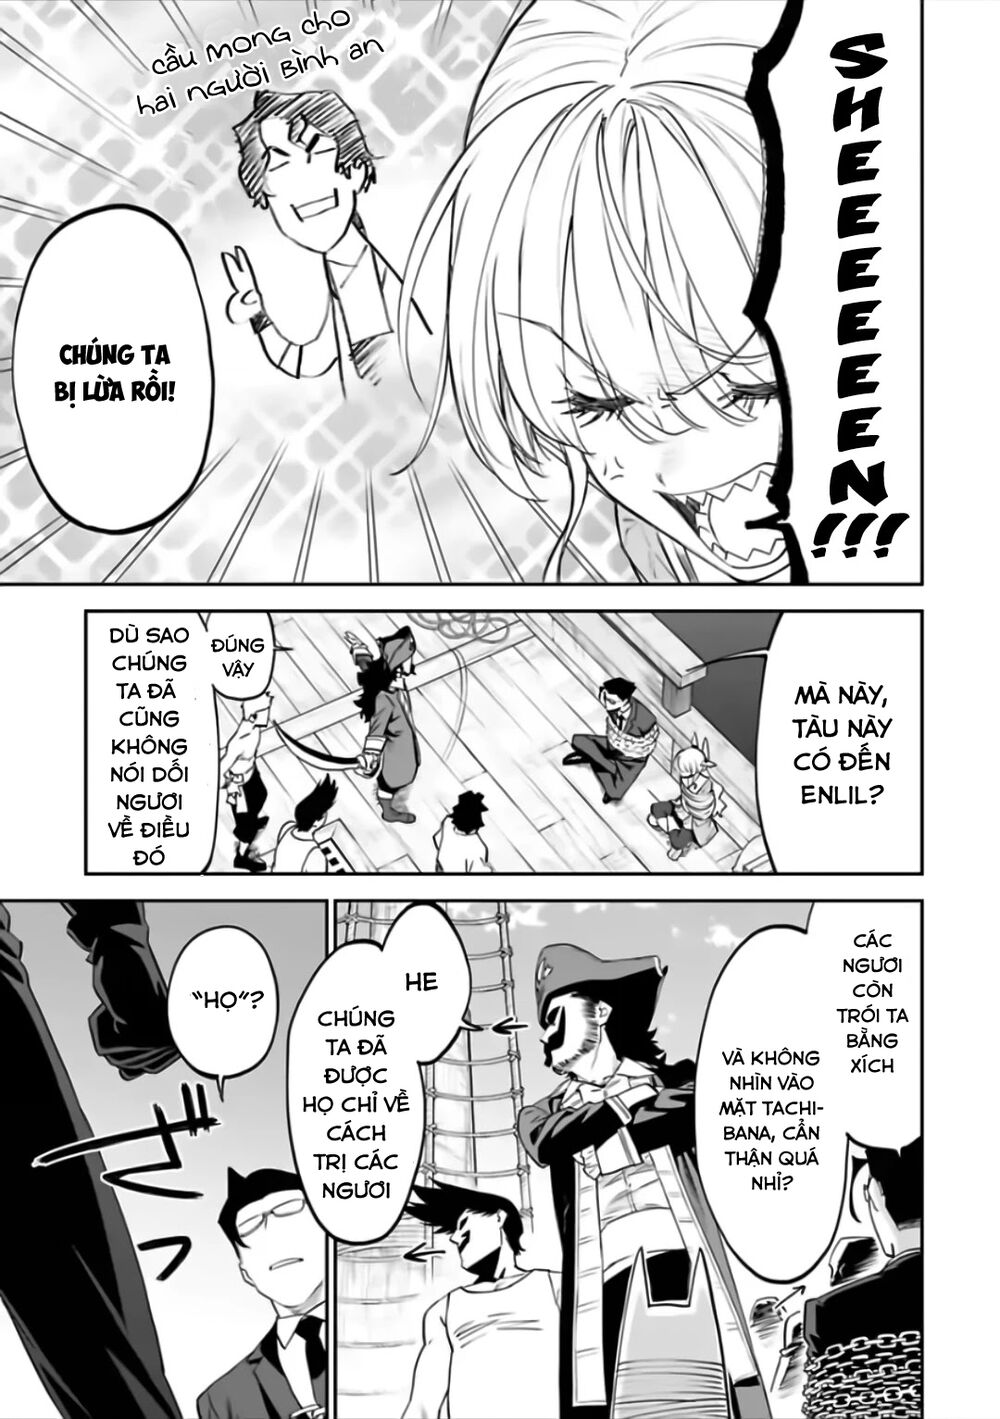 SHEEEEEEN!!!
cầu mong cho
hai người Bình an
CHÚNG TA
BỊ LỪA RỒI!
MÀ NÀY,
TÀU NÀY
CÓ ĐẾN
ENLIL?
ĐÚNG
VẬY
DÙ SAO
CHÚNG
TA ĐÃ
CŨNG
KHÔNG
NÓI DỐI
NGƯƠI
VỀ ĐIỀU
ĐÓ
CÁC
NGƯƠI
CÒN
TRÓI TA
BẰNG
XÍCH
VÀ KHÔNG
NHÌN VÀO
MẶT TACHI-
BANA, CẨN
THẬN QUÁ
NHỈ?
HE
CHÚNG
TA ĐÃ
ĐƯỢC
HỌ CHỈ VỀ
CÁCH
TRỊ CÁC
NGƯƠI
"HỌ"?